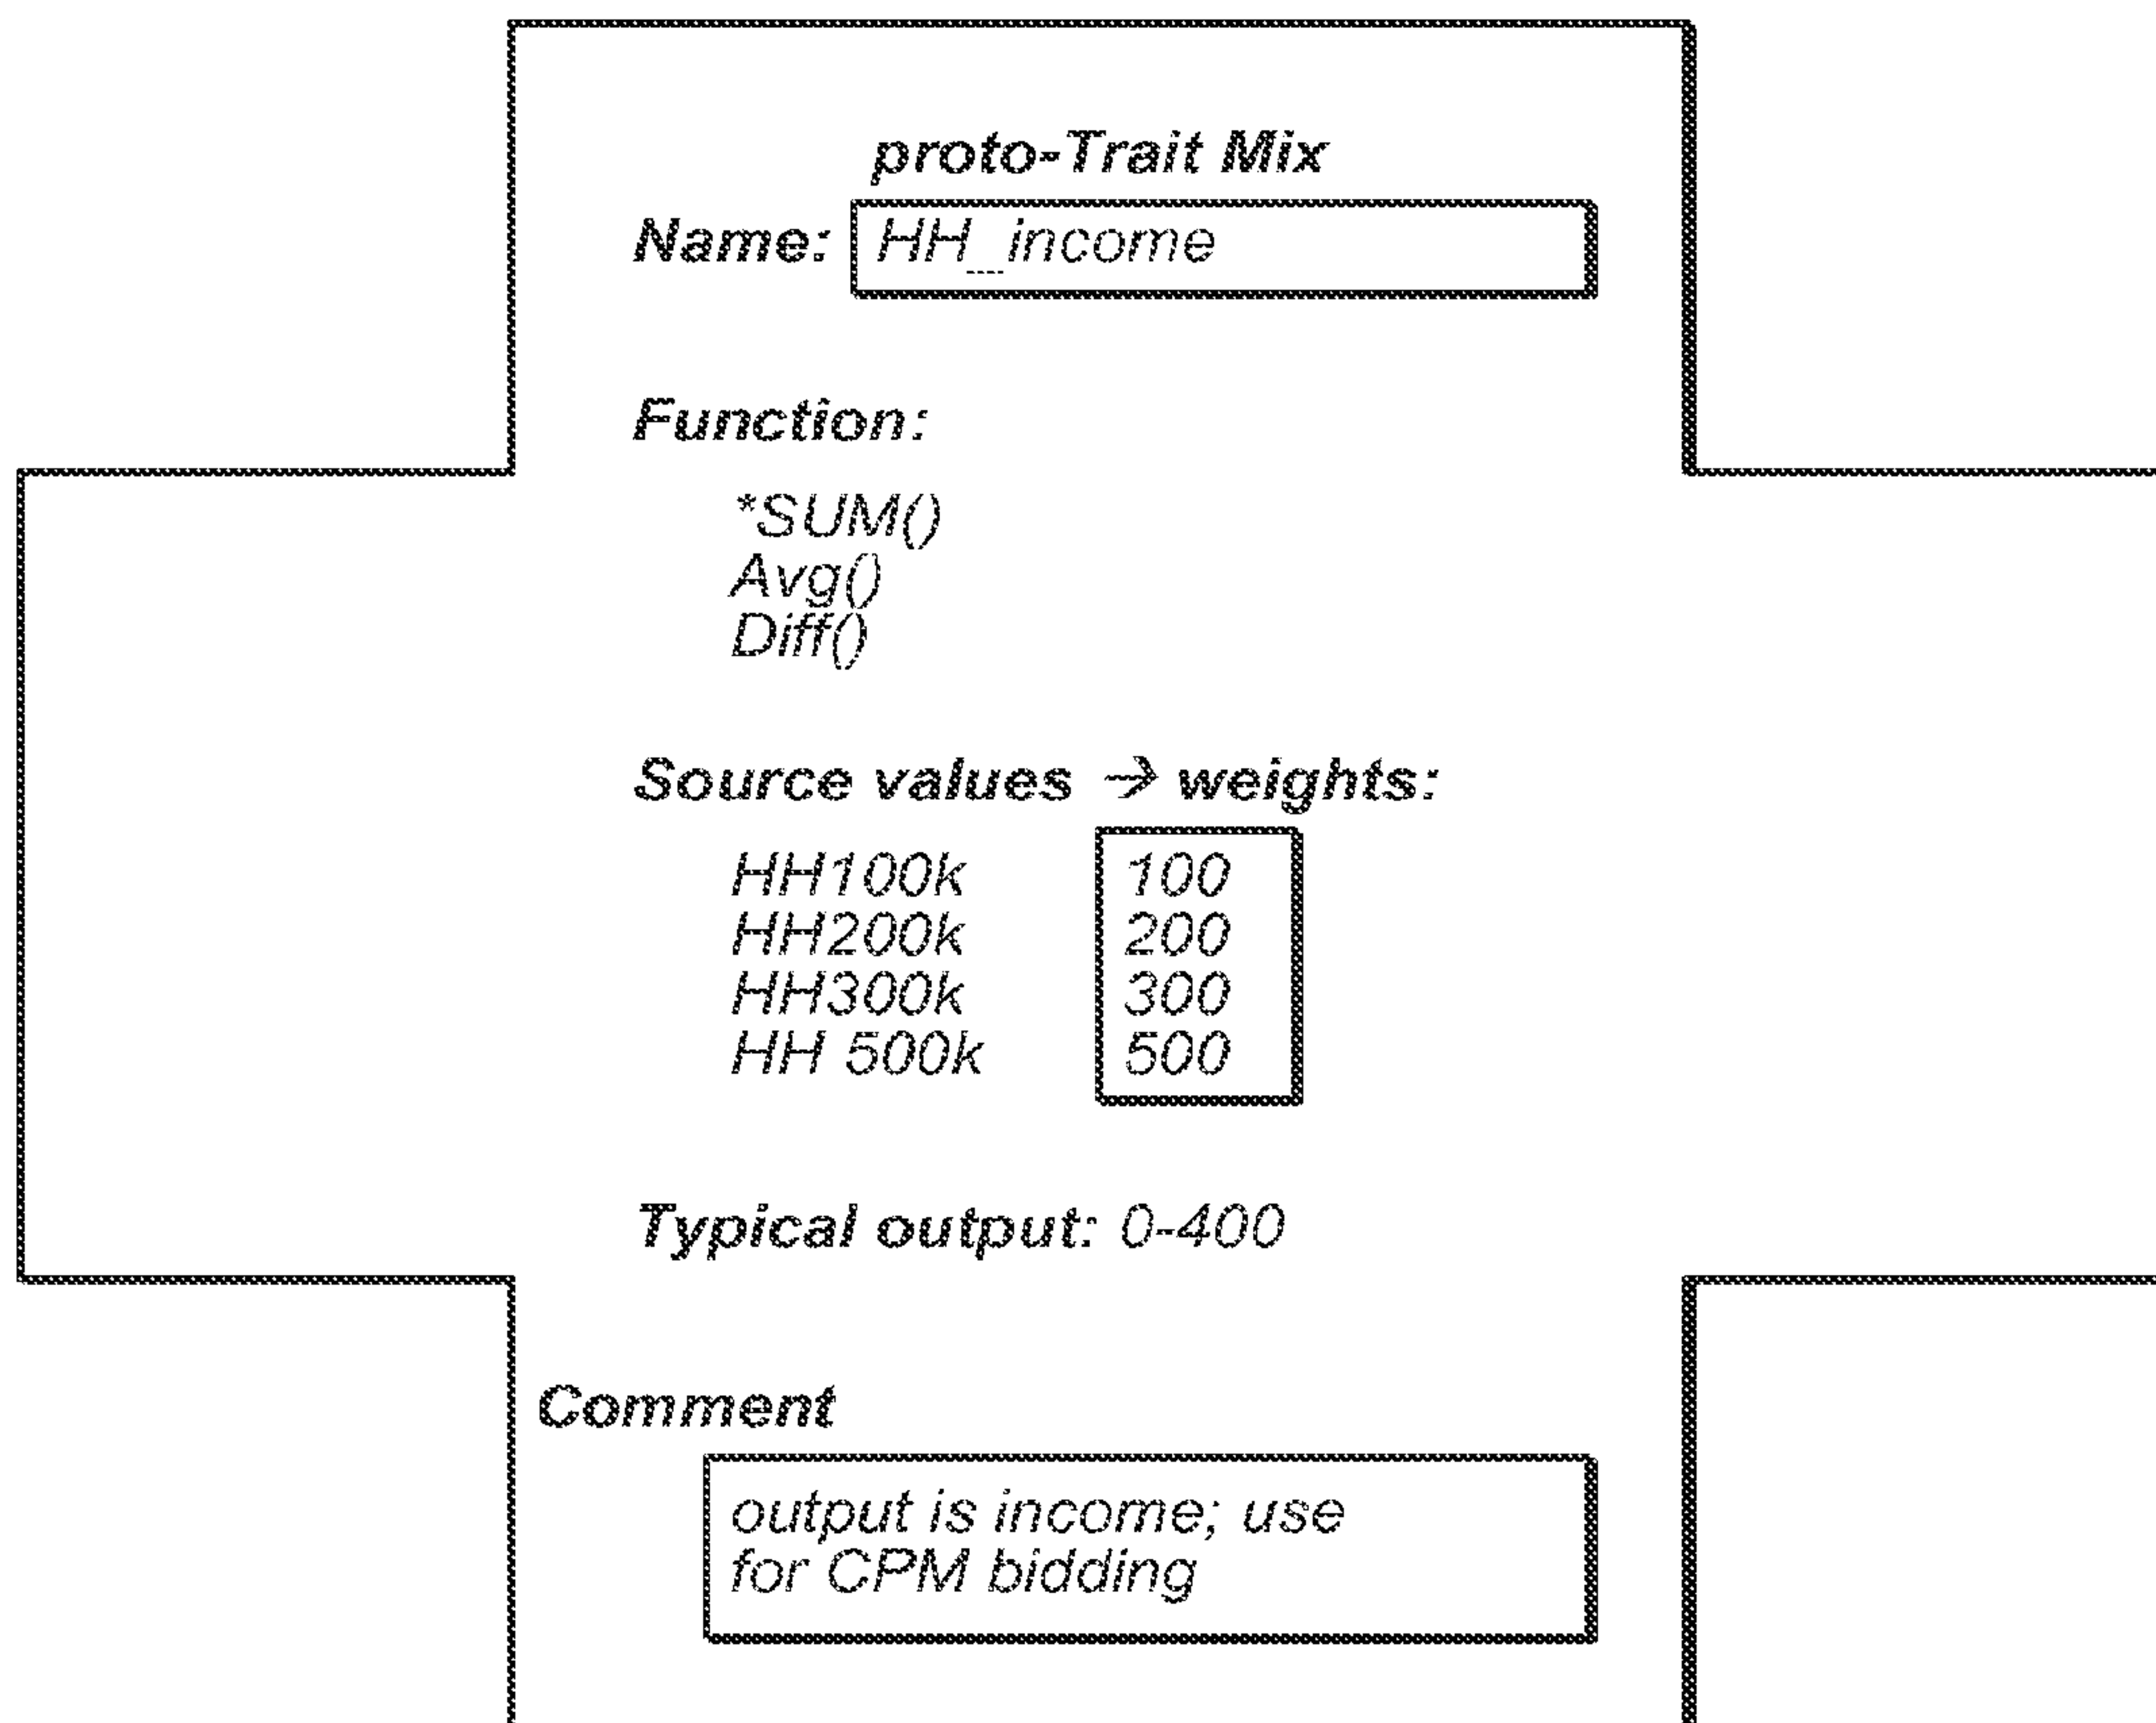 proto-Trait Mix
Name: HH_income
Function:
*SUM()
Avg()
Diff()
Source values → weights:
HH100k 100
HH200k 200
HH300k 300
HH 500k 500
Typical output: 0-400
Comment
output is income; use
for CPM bidding